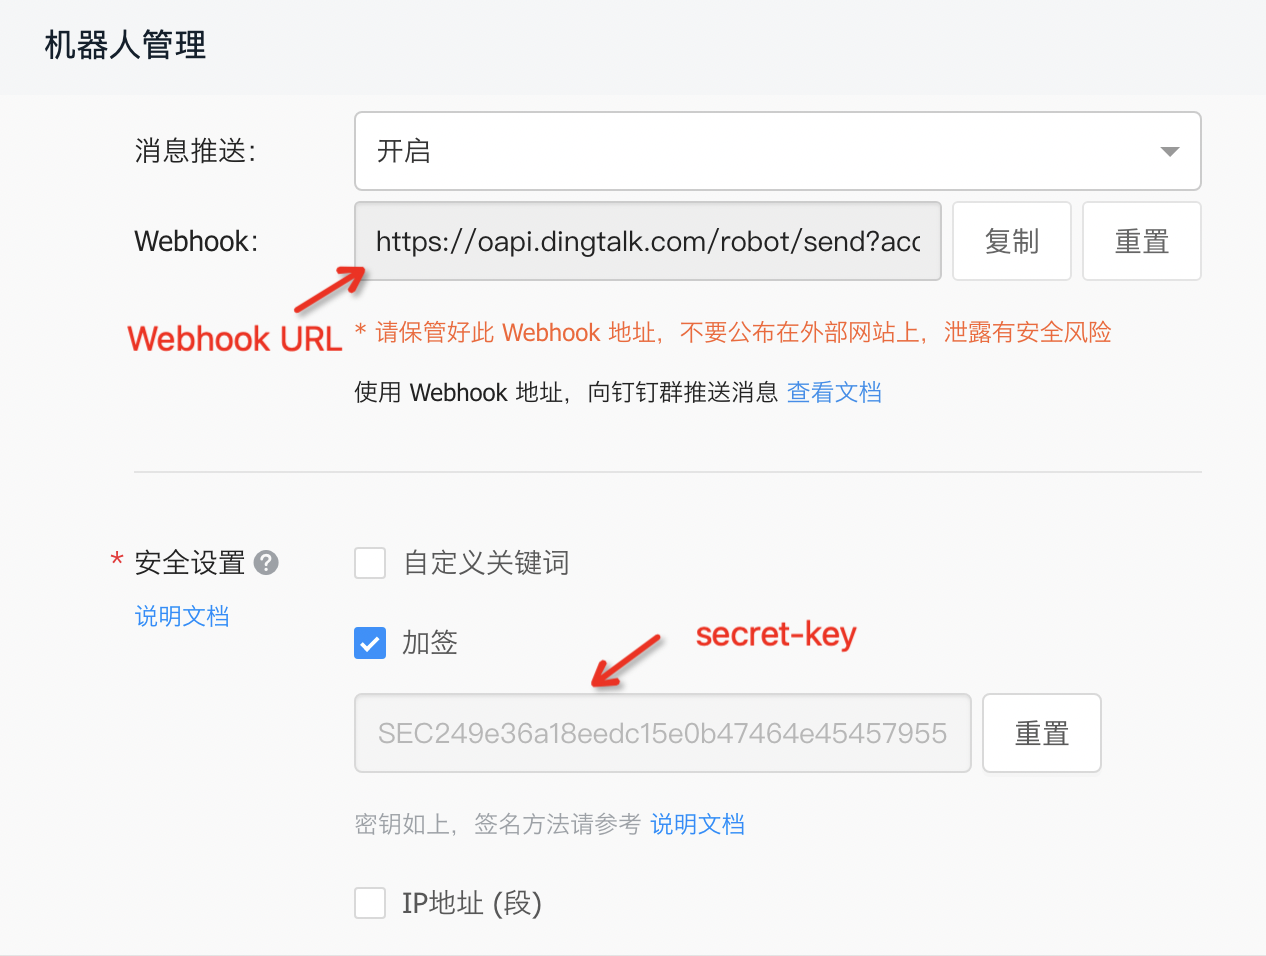 机器人管理
消息推送：
开启
Webhook：
https://oapi.dingtalk.com/robot/send?acc
复制
重置
Webhook URL
* 请保管好此 Webhook 地址，不要公布在外部网站上，泄露有安全风险
使用 Webhook 地址，向钉钉群推送消息 查看文档
* 安全设置 ?
自定义关键词
说明文档
加签
secret-key
SEC249e36a18eedc15e0b47464e45457955
重置
密钥如上，签名方法请参考 说明文档
IP地址 (段)